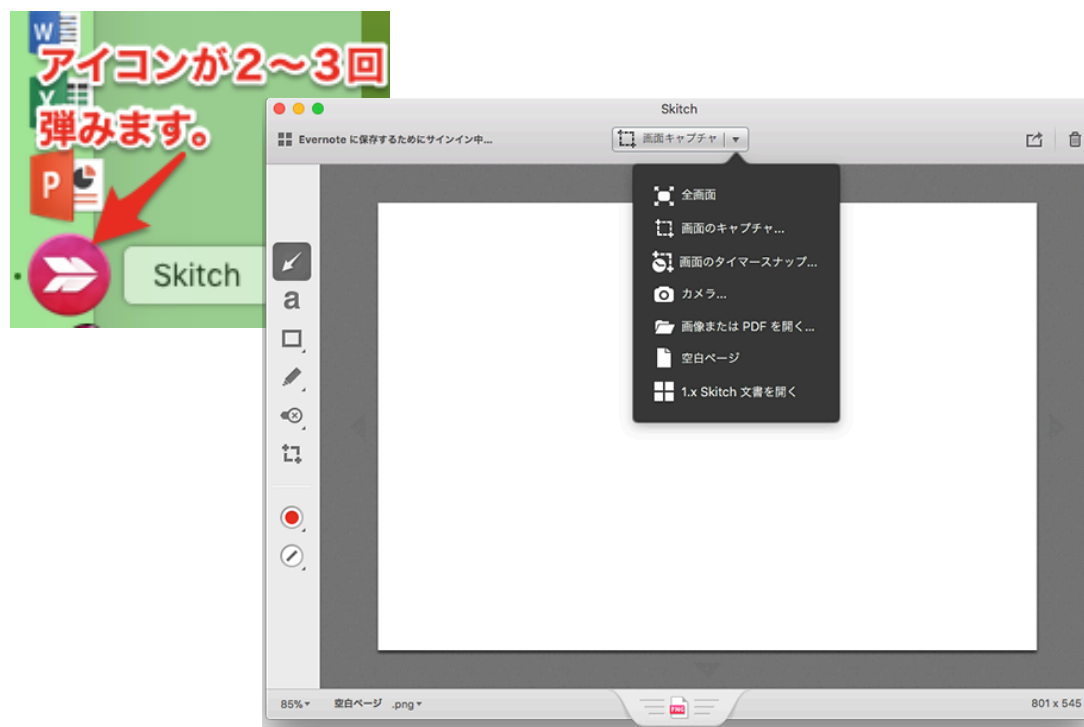 W
アイコンが２〜３回
X
弾みます。
P
Skitch
Skitch
Evernote に保存するためにサインイン中...
画面キャプチャ
全画面
画面のキャプチャ...
画面のタイマースナップ...
カメラ...
画像または PDF を開く...
空白ページ
1.x Skitch 文書を開く
a
85%
空白ページ .png
PNG
801 x 545